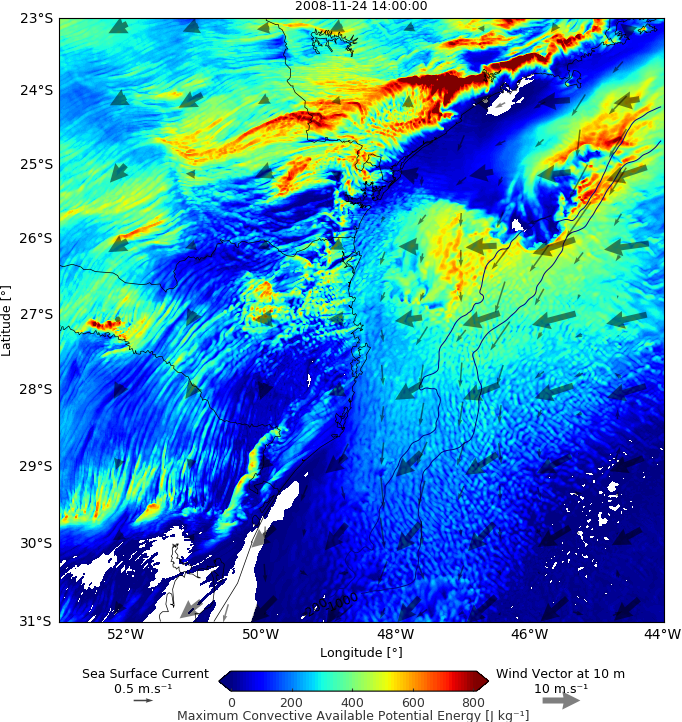 2008-11-24 14:00:00
23°S
24°S
25°S
26°S
27°S
28°S
29°S
30°S
31°S
Latitude [°]
52°W 50°W 48°W 46°W 44°W
Longitude [°]
Sea Surface Current
0.5 m.s⁻¹
Wind Vector at 10 m
10 m.s⁻¹
0 200 400 600 800
Maximum Convective Available Potential Energy [J kg⁻¹]